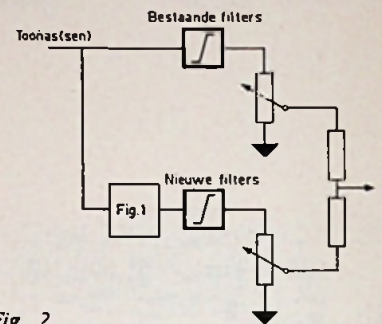 Bestaande filters
Toonas(sen)
Nieuwe filters
Fig.1
Fig. 2